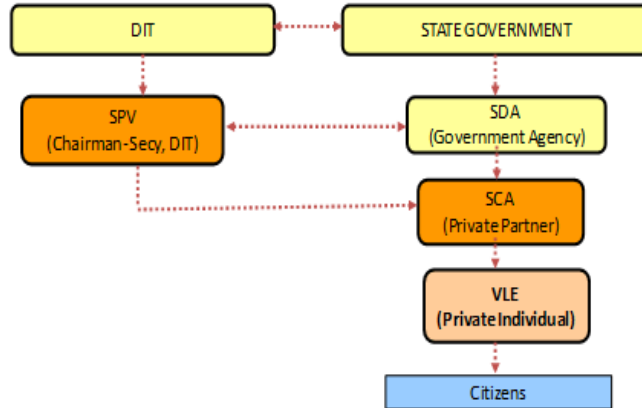 DIT
STATE GOVERNMENT
SPV
(Chairman-Secy, DIT)
SDA
(Government Agency)
SCA
(Private Partner)
VLE
(Private Individual)
Citizens